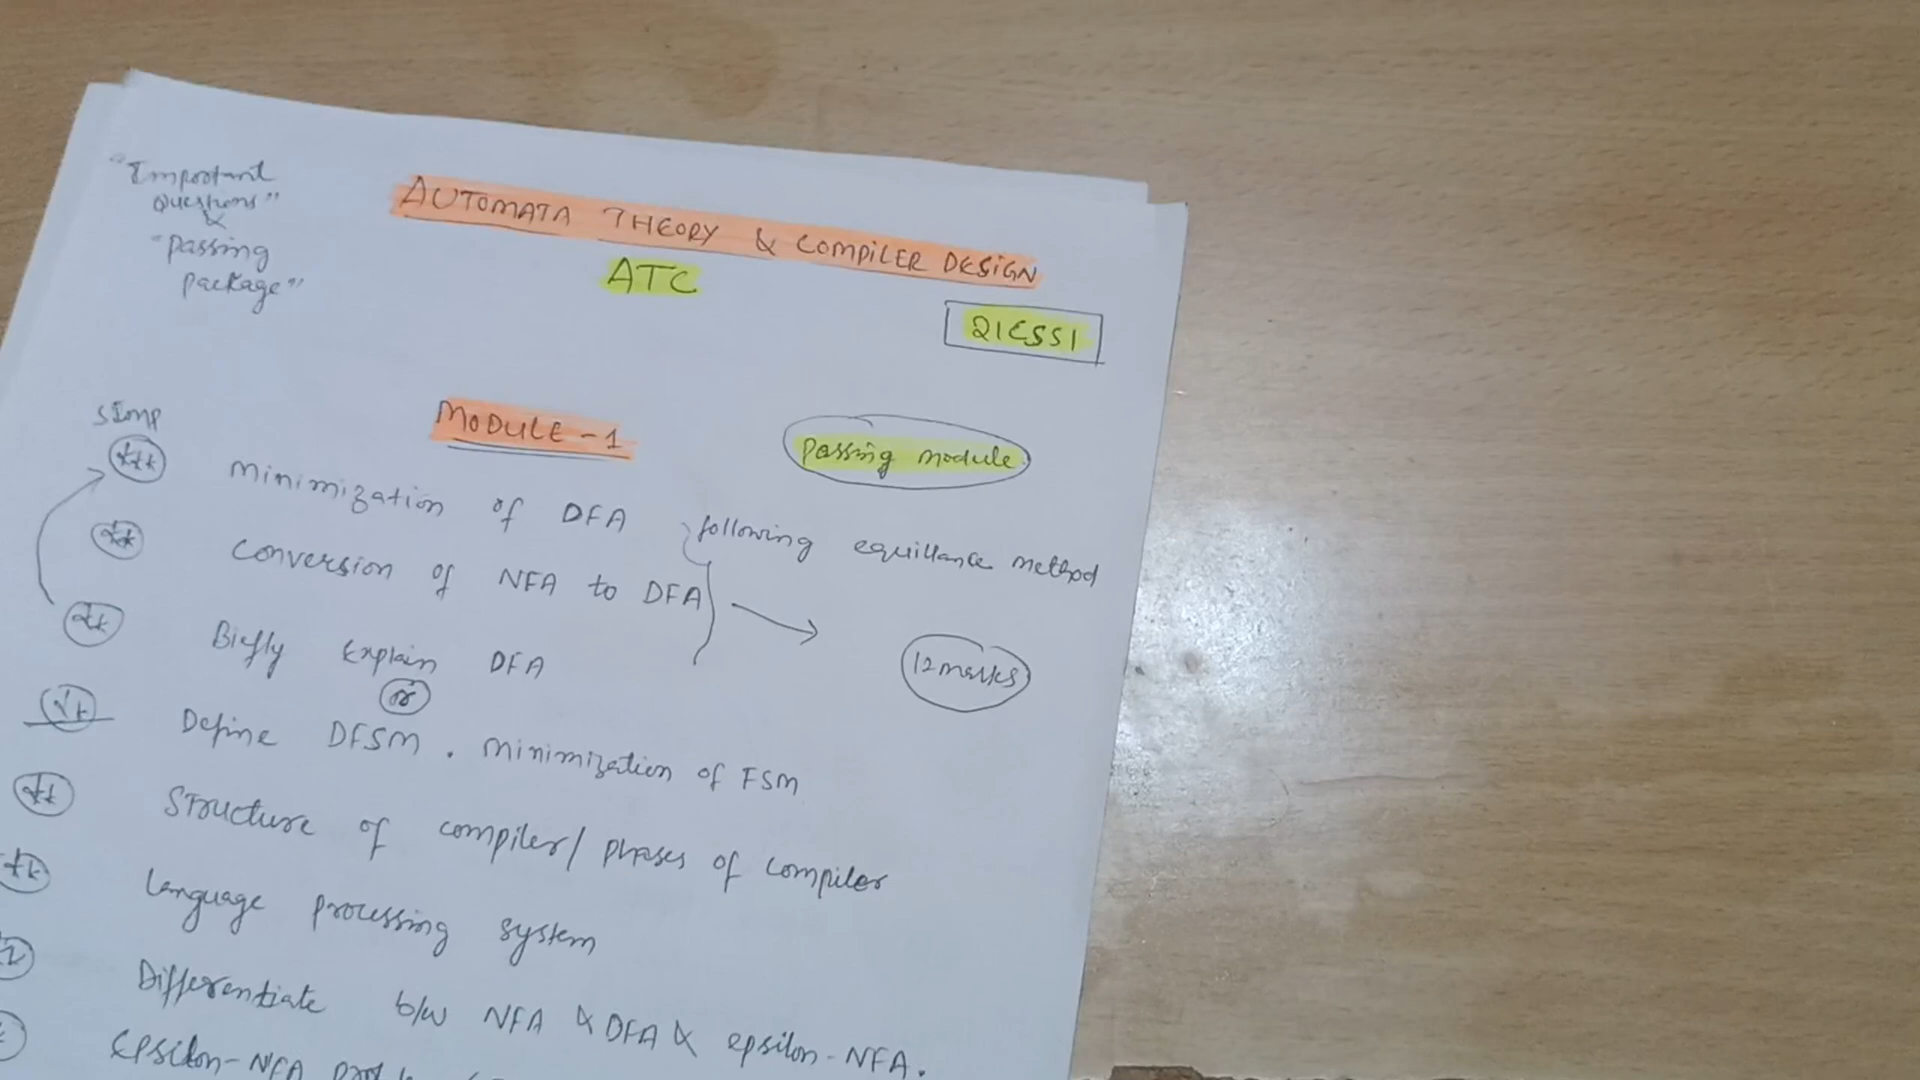 "Important
Questions"
&
"Passing
Package"
AUTOMATA THEORY & COMPILER DESIGN
ATC
21CS51
MODULE-1
Passing module
SImp
*** Minimization of DFA
following equillance method
** Conversion of NFA to DFA
12 marks
** Biefly Explain DFA
or
Define DFSM. Minimization of FSM
** Structure of compiler/ phases of compiler
** Language processing system
Differentiate b/w NFA & DFA & epsilon-NFA.
Epsilon-NFA